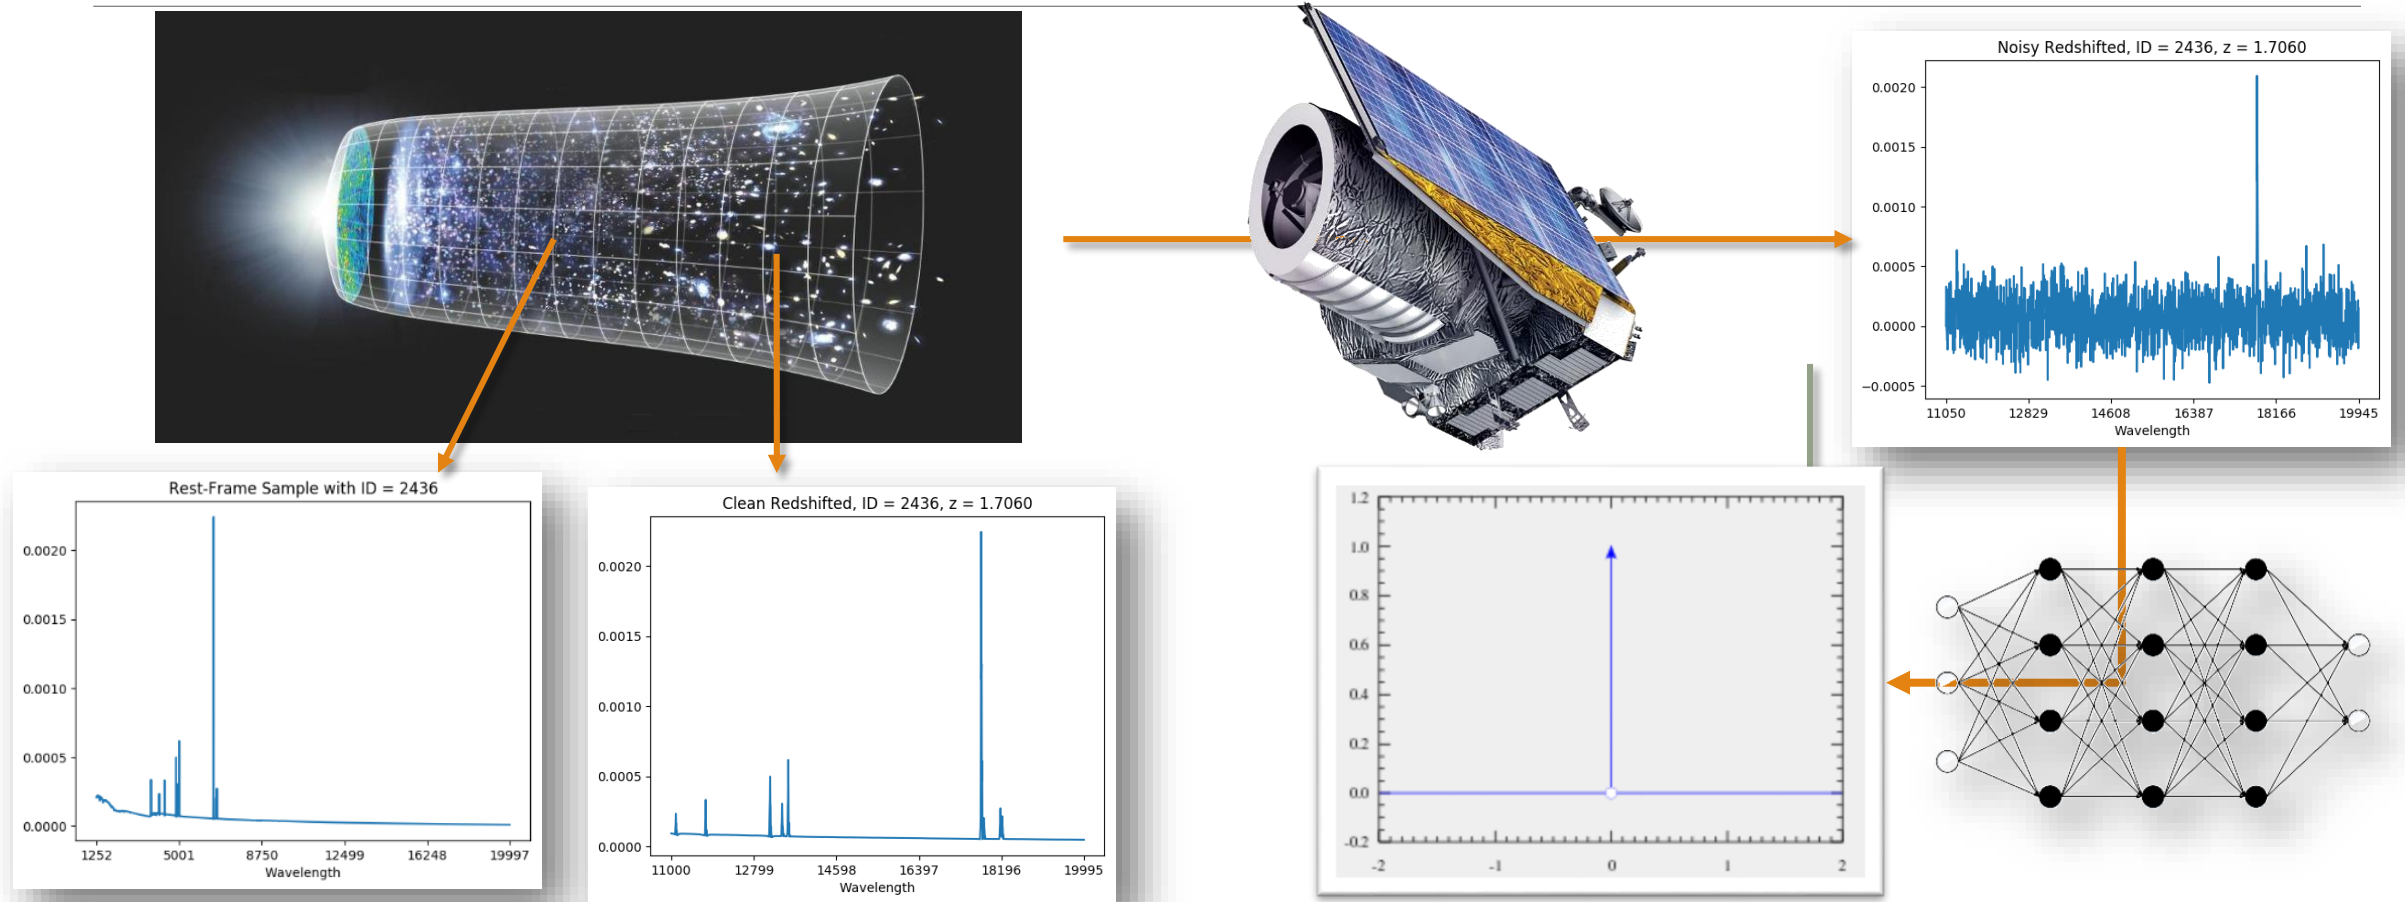 Noisy Redshifted, ID = 2436, z = 1.7060
0.0020
0.0015
0.0010
0.0005
0.0000
−0.0005
11050 12829 14608 16387 18166 19945
Wavelength
Rest-Frame Sample with ID = 2436
0.0020
0.0015
0.0010
0.0005
0.0000
1252 5001 8750 12499 16248 19997
Wavelength
Clean Redshifted, ID = 2436, z = 1.7060
0.0020
0.0015
0.0010
0.0005
0.0000
11000 12799 14598 16397 18196 19995
Wavelength
1.2
1.0
0.8
0.6
0.4
0.2
0.0
-0.2
-2 -1 0 1 2